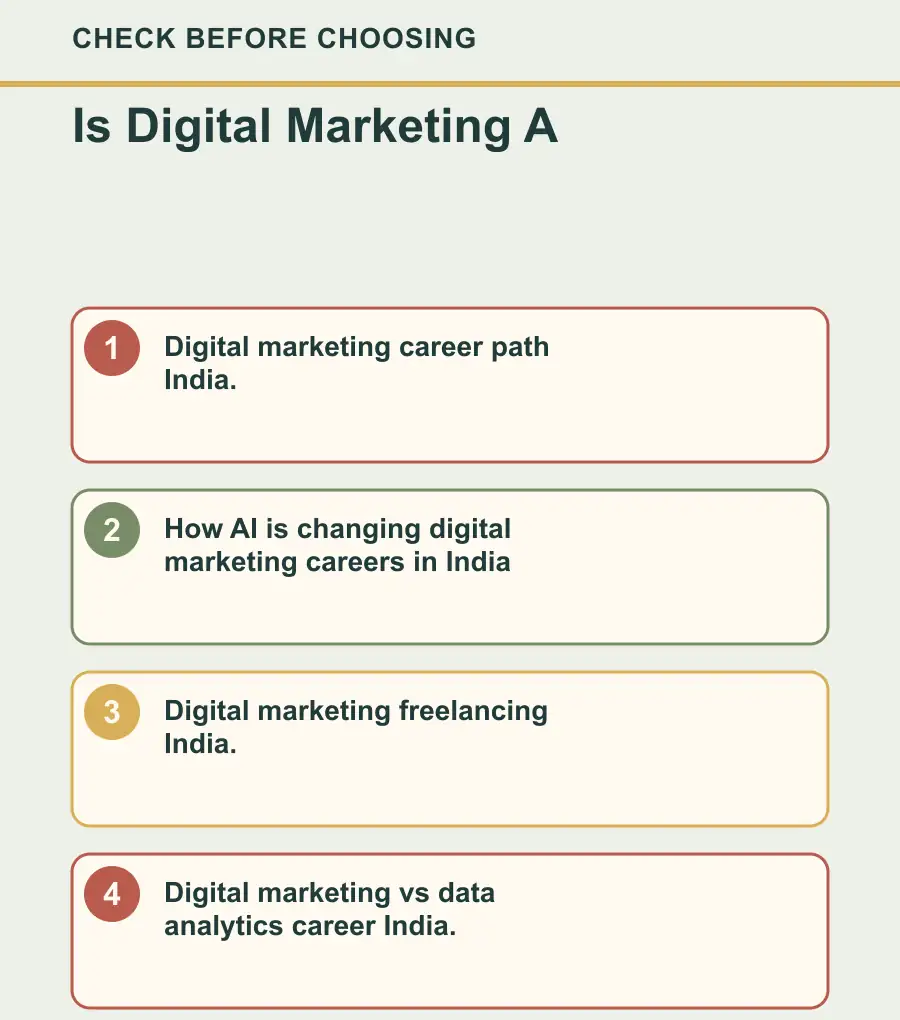 CHECK BEFORE CHOOSING
Is Digital Marketing A
1
Digital marketing career path
India.
2
How AI is changing digital
marketing careers in India
3
Digital marketing freelancing
India.
4
Digital marketing vs data
analytics career India.